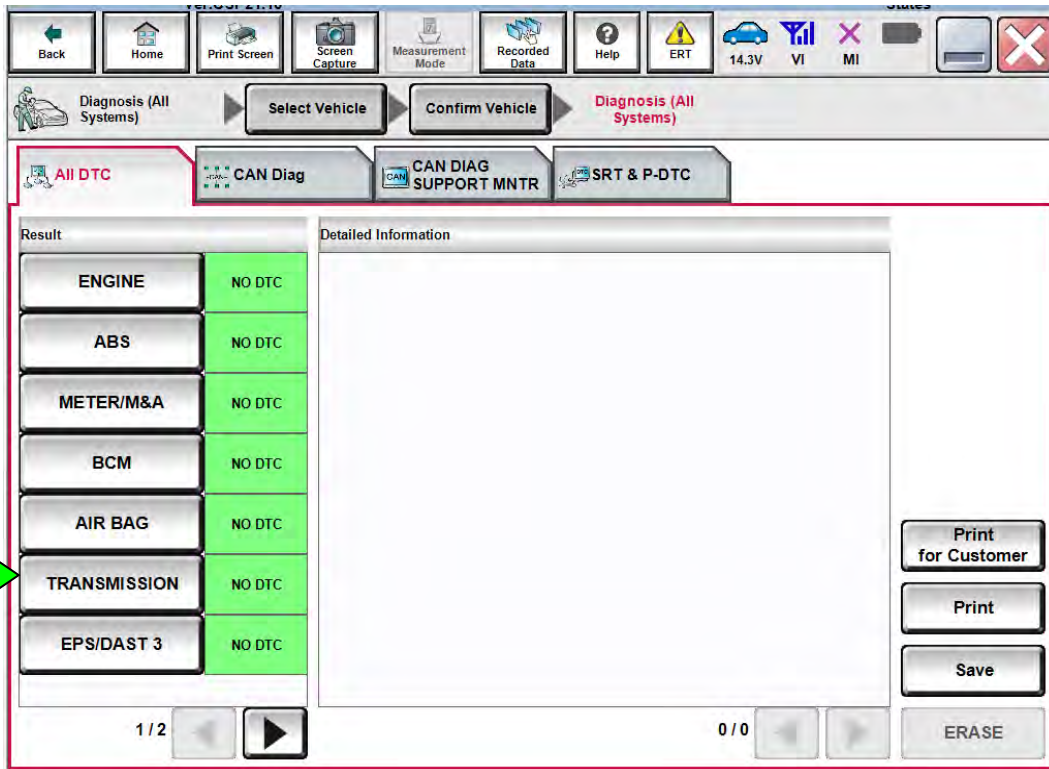 Back
Home
Print Screen
Screen
Capture
Measurement
Mode
Recorded
Data
Help
ERT
14.3V
VI
MI
Diagnosis (All
Systems)
Select Vehicle
Confirm Vehicle
Diagnosis (All
Systems)
All DTC
CAN Diag
CAN
CAN DIAG
SUPPORT MNTR
SRT & P-DTC
Result
Detailed Information
ENGINE NO DTC
ABS NO DTC
METER/M&A NO DTC
BCM NO DTC
AIR BAG NO DTC
TRANSMISSION NO DTC
EPS/DAST 3 NO DTC
Print
for Customer
Print
Save
1 / 2
0 / 0
ERASE